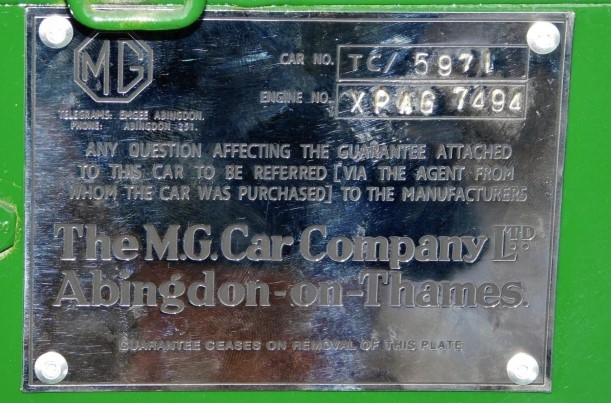 MG
CAR NO. TC/ 5971
ENGINE NO. XPAG 7494
TELEGRAMS: EMGEE ABINGDON.
PHONE: ABINGDON 251.
ANY QUESTION AFFECTING THE GUARANTEE ATTACHED
TO THIS CAR TO BE REFERRED [VIA THE AGENT FROM
WHOM THE CAR WAS PURCHASED] TO THE MANUFACTURERS
The M.G. Car Company LTD.
Abingdon-on-Thames.
GUARANTEE CEASES ON REMOVAL OF THIS PLATE